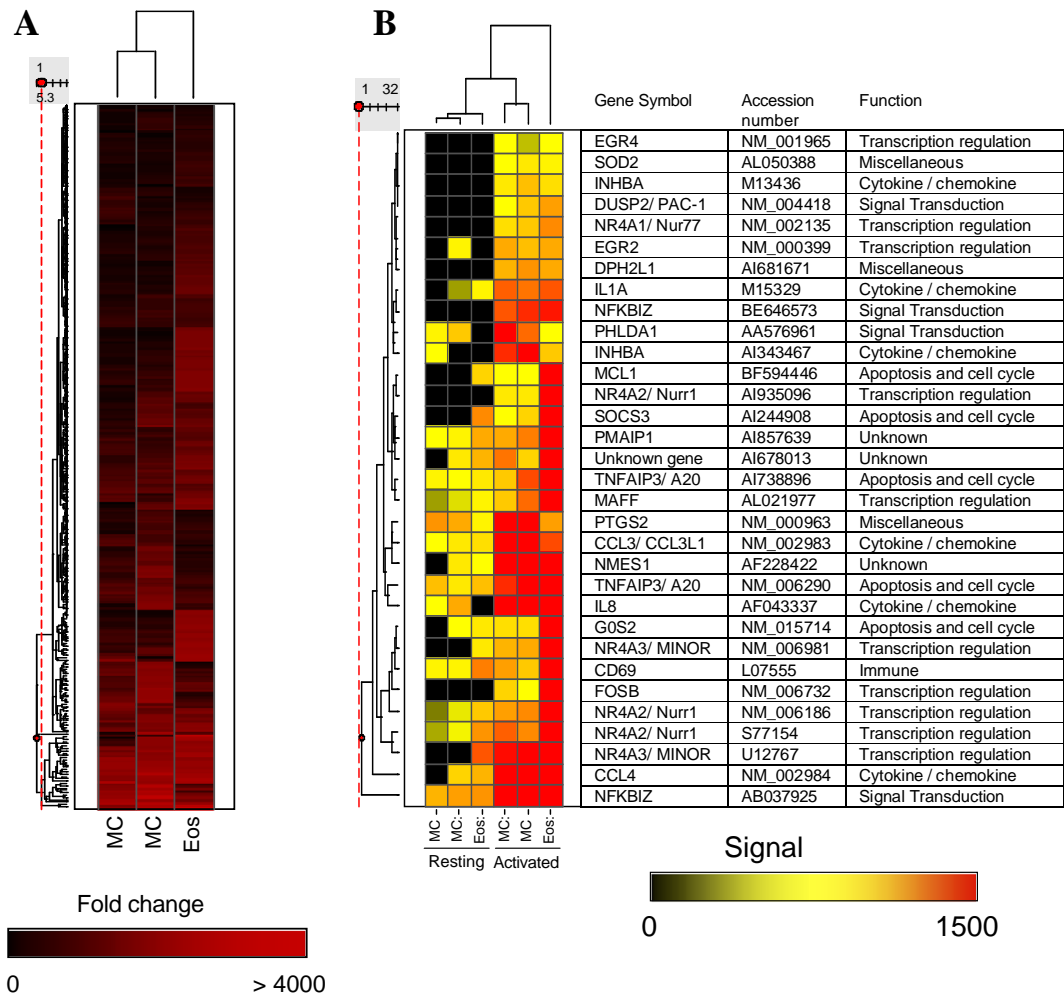 A
1
5.3
MC
MC
Eos
Fold change
0
> 4000
B
1 32
Gene Symbol Accession number Function
EGR4 NM_001965 Transcription regulation
SOD2 AL050388 Miscellaneous
INHBA M13436 Cytokine / chemokine
DUSP2/ PAC-1 NM_004418 Signal Transduction
NR4A1/ Nur77 NM_002135 Transcription regulation
EGR2 NM_000399 Transcription regulation
DPH2L1 AI681671 Miscellaneous
IL1A M15329 Cytokine / chemokine
NFKBIZ BE646573 Signal Transduction
PHLDA1 AA576961 Signal Transduction
INHBA AI343467 Cytokine / chemokine
MCL1 BF594446 Apoptosis and cell cycle
NR4A2/ Nurr1 AI935096 Transcription regulation
SOCS3 AI244908 Apoptosis and cell cycle
PMAIP1 AI857639 Unknown
Unknown gene AI678013 Unknown
TNFAIP3/ A20 AI738896 Apoptosis and cell cycle
MAFF AL021977 Transcription regulation
PTGS2 NM_000963 Miscellaneous
CCL3/ CCL3L1 NM_002983 Cytokine / chemokine
NMES1 AF228422 Unknown
TNFAIP3/ A20 NM_006290 Apoptosis and cell cycle
IL8 AF043337 Cytokine / chemokine
G0S2 NM_015714 Apoptosis and cell cycle
NR4A3/ MINOR NM_006981 Transcription regulation
CD69 L07555 Immune
FOSB NM_006732 Transcription regulation
NR4A2/ Nurr1 NM_006186 Transcription regulation
NR4A2/ Nurr1 S77154 Transcription regulation
NR4A3/ MINOR U12767 Transcription regulation
CCL4 NM_002984 Cytokine / chemokine
NFKBIZ AB037925 Signal Transduction
MC -
MC:-
Eos:-
MC:-
MC -
Eos:-
Resting Activated
Signal
0
1500